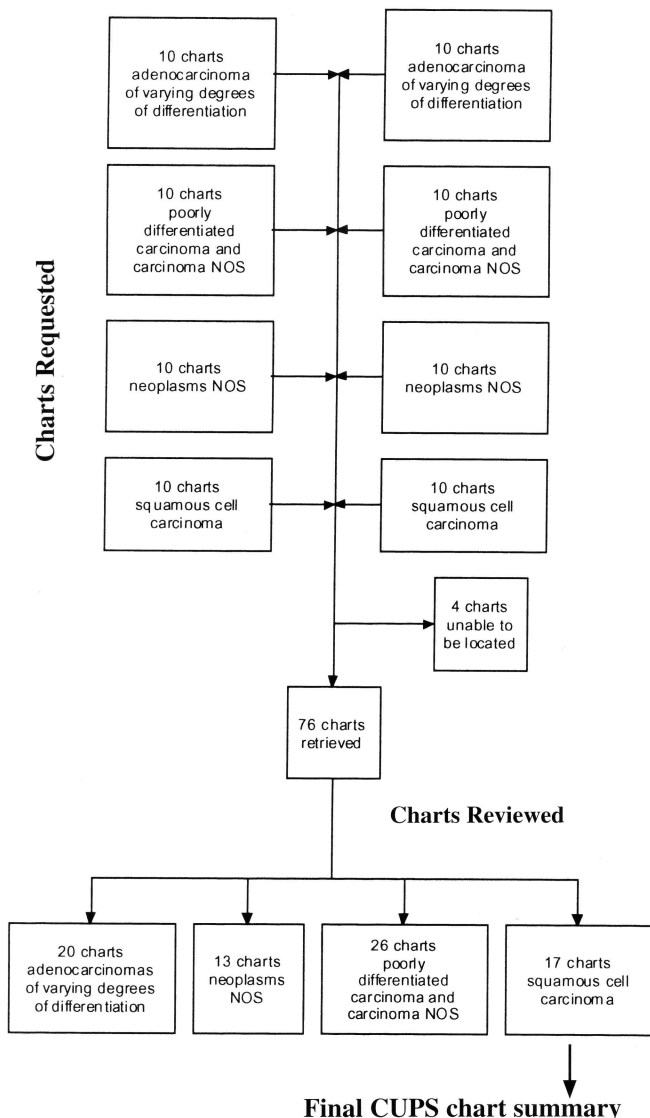 10 charts
adenocarcinoma
of varying degrees
of differentiation
10 charts
adenocarcinoma
of varying degrees
of differentiation
10 charts
poorly
differentiated
carcinoma and
carcinoma NOS
10 charts
poorly
differentiated
carcinoma and
carcinoma NOS
Charts Requested
10 charts
neoplasms NOS
10 charts
neoplasms NOS
10 charts
squamous cell
carcinoma
10 charts
squamous cell
carcinoma
4 charts
unable to
be located
76 charts
retrieved
Charts Reviewed
20 charts
adenocarcinomas
of varying degrees
of differentiation
13 charts
neoplasms
NOS
26 charts
poorly
differentiated
carcinoma and
carcinoma NOS
17 charts
squamous cell
carcinoma
Final CUPS chart summary